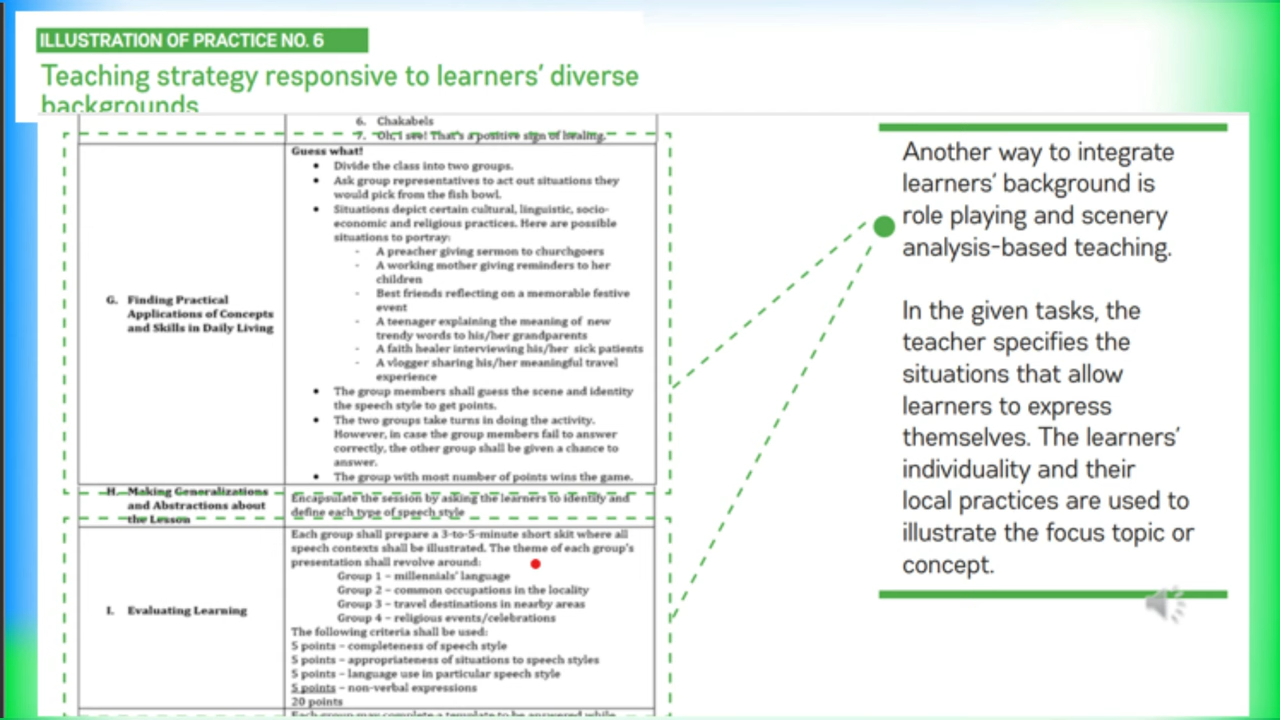 ILLUSTRATION OF PRACTICE NO. 6
Teaching strategy responsive to learners' diverse
backgrounds
6. Chakabels
7. Oh, I see! That's a positive sign of healing.
G. Finding Practical
Applications of Concepts
and Skills in Daily Living
Guess what!
• Divide the class into two groups.
• Ask group representatives to act out situations they
would pick from the fish bowl.
• Situations depict certain cultural, linguistic, socio-
economic and religious practices. Here are possible
situations to portray:
- A preacher giving sermon to churchgoers
- A working mother giving reminders to her
children
- Best friends reflecting on a memorable festive
event
- A teenager explaining the meaning of new
trendy words to his/her grandparents
- A faith healer interviewing his/her sick patients
- A vlogger sharing his/her meaningful travel
experience
• The group members shall guess the scene and identity
the speech style to get points.
• The two groups take turns in doing the activity.
However, in case the group members fail to answer
correctly, the other group shall be given a chance to
answer.
• The group with most number of points wins the game.
H. Making Generalizations
and Abstractions about
the Lesson
Encapsulate the session by asking the learners to identify and
define each type of speech style
I. Evaluating Learning
Each group shall prepare a 3-to-5-minute short skit where all
speech contexts shall be illustrated. The theme of each group's
presentation shall revolve around:
Group 1 – millennials' language
Group 2 – common occupations in the locality
Group 3 – travel destinations in nearby areas
Group 4 – religious events/celebrations
The following criteria shall be used:
5 points – completeness of speech style
5 points – appropriateness of situations to speech styles
5 points – language use in particular speech style
5 points – non-verbal expressions
20 points
Each group may complete a template to be answered while
Another way to integrate
learners' background is
role playing and scenery
analysis-based teaching.
In the given tasks, the
teacher specifies the
situations that allow
learners to express
themselves. The learners'
individuality and their
local practices are used to
illustrate the focus topic or
concept.